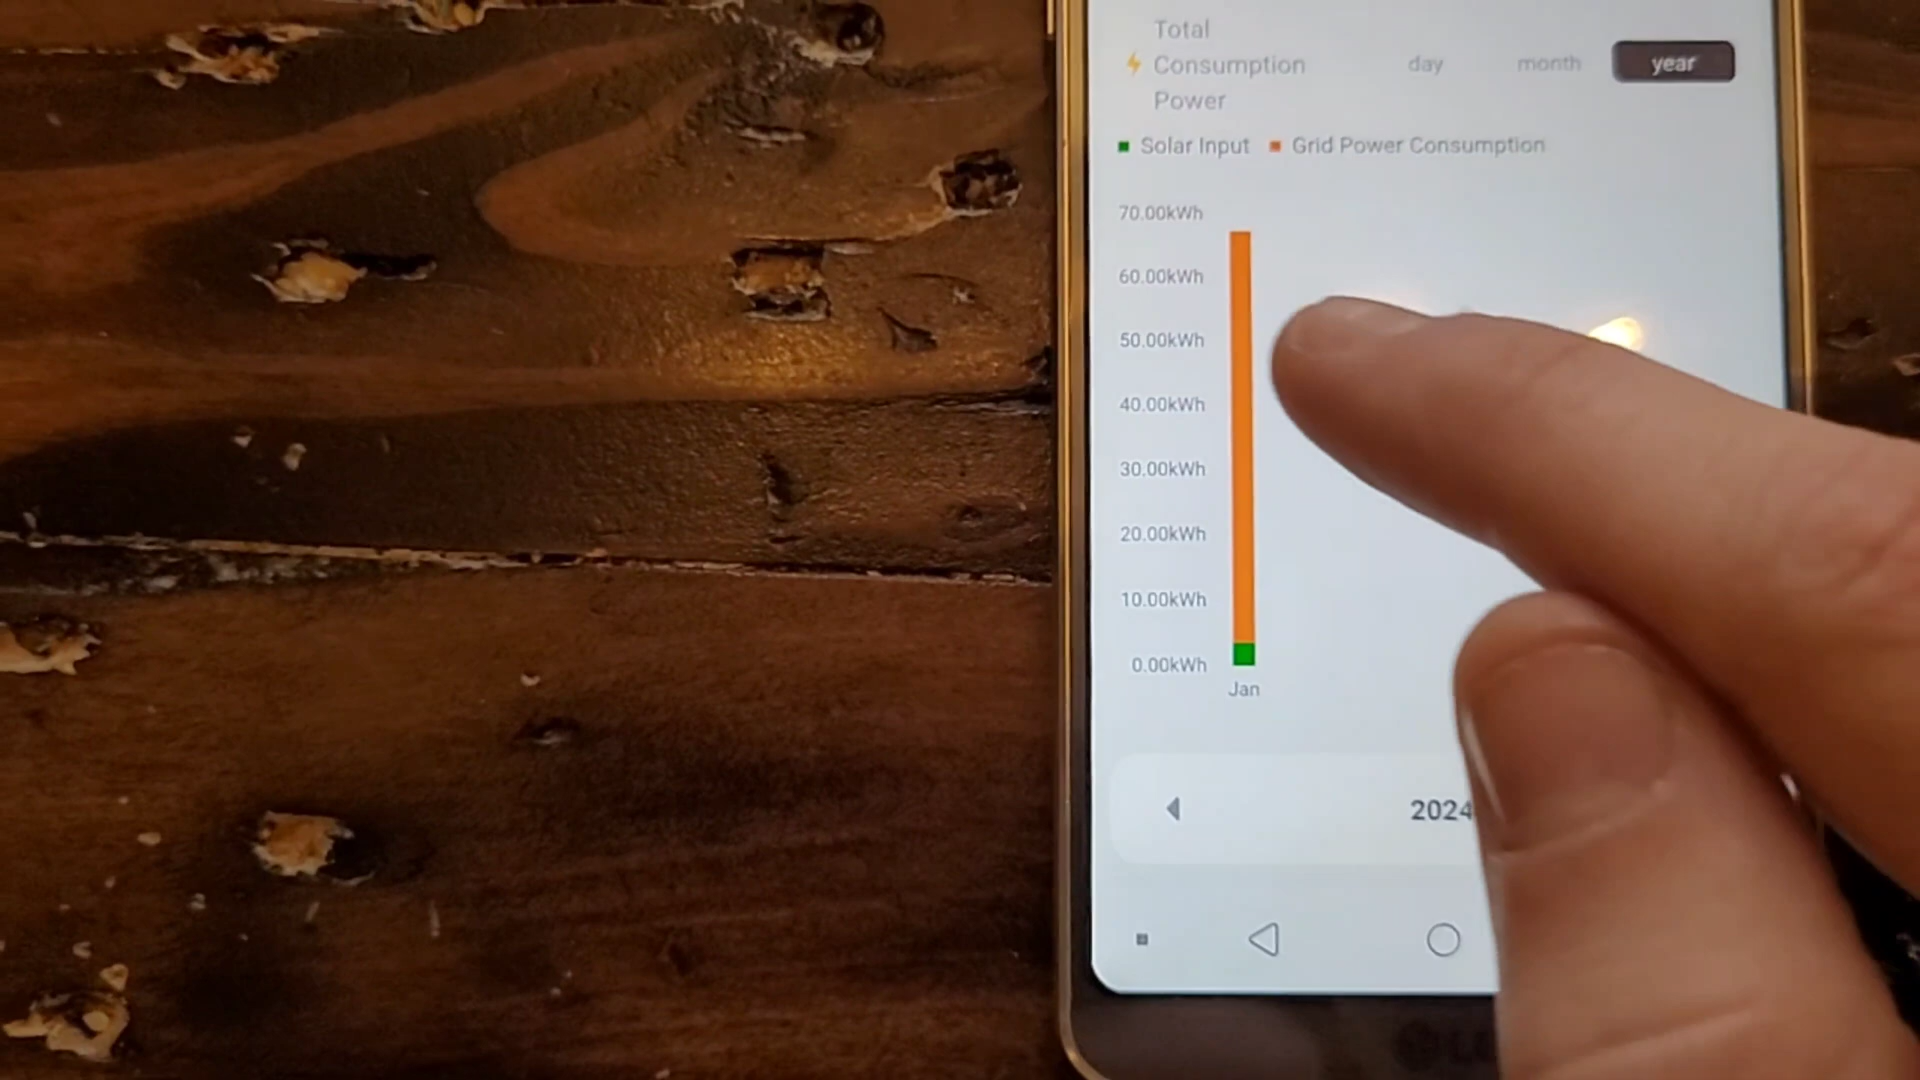 Total
Consumption
Power
day month year
Solar Input Grid Power Consumption
70.00kWh
60.00kWh
50.00kWh
40.00kWh
30.00kWh
20.00kWh
10.00kWh
0.00kWh
Jan
2024